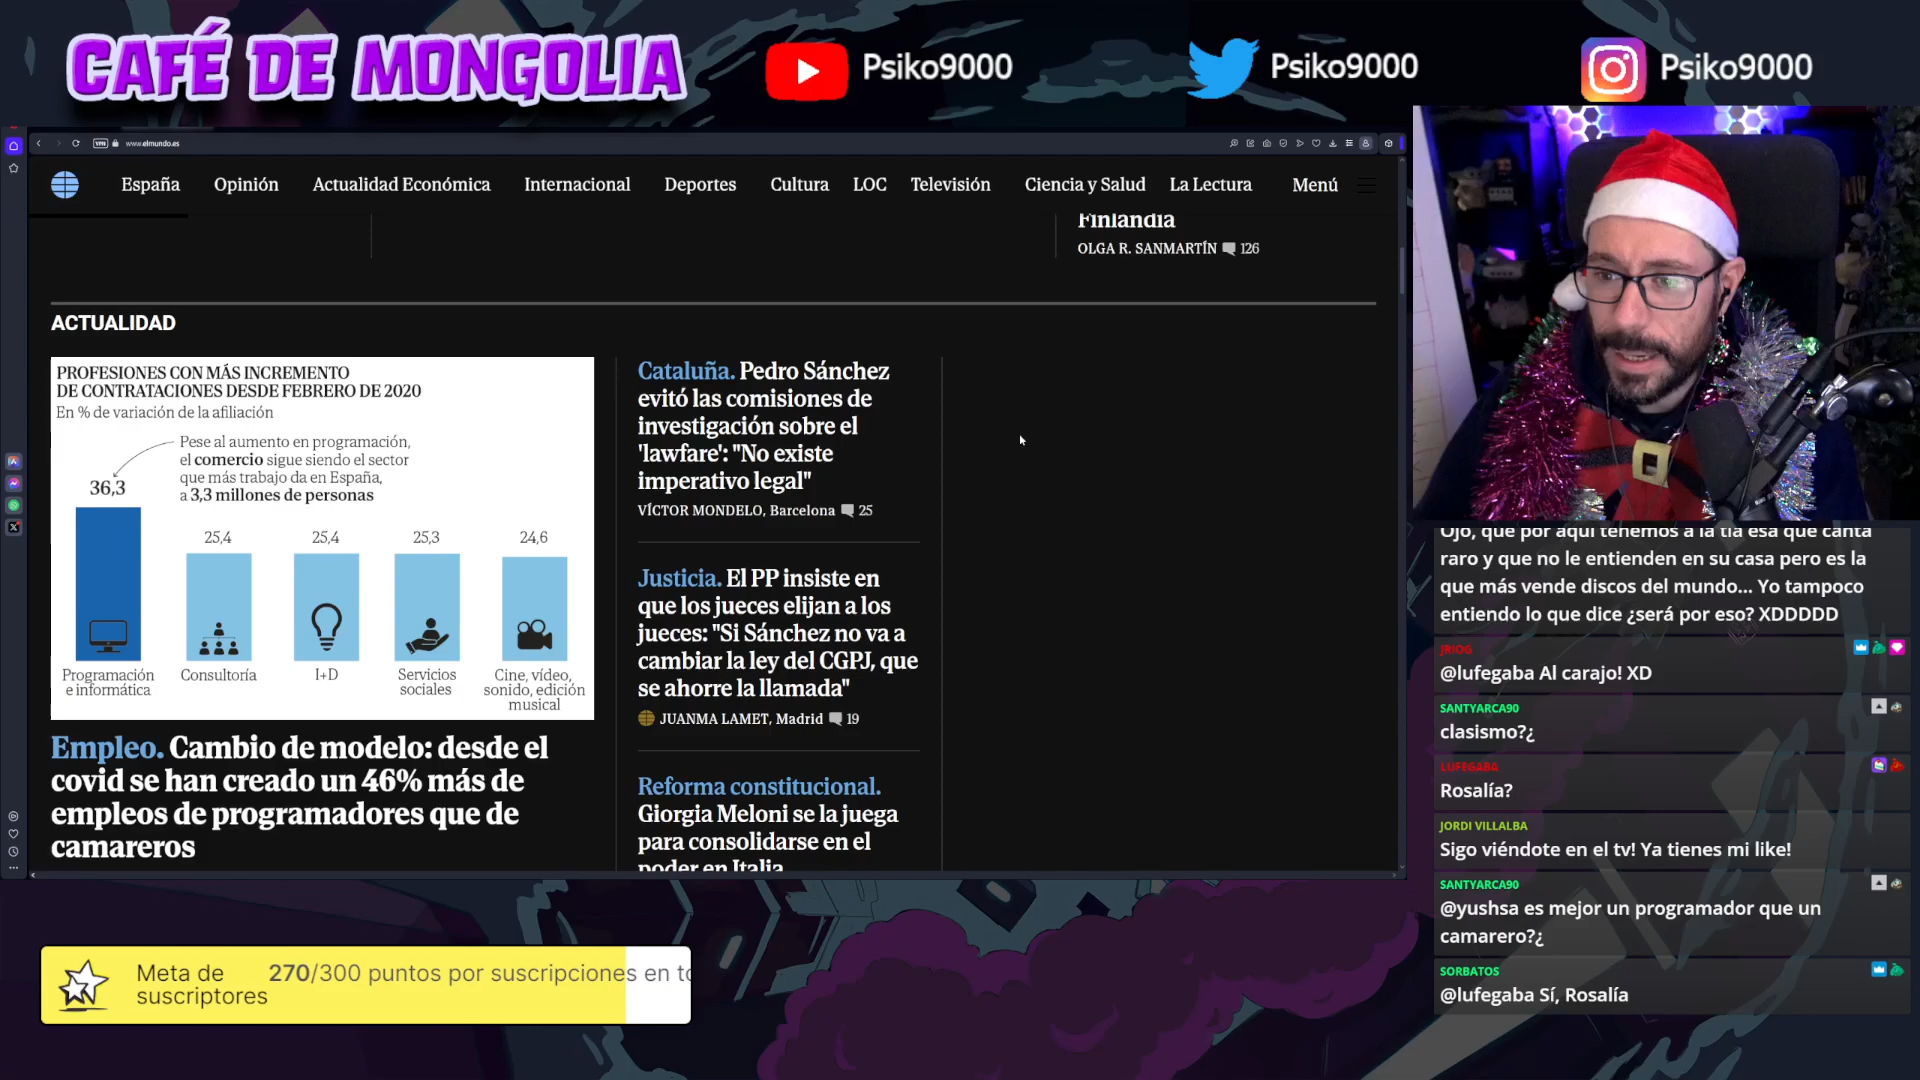 CAFÉ DE MONGOLIA
Psiko9000
Psiko9000
Psiko9000
VPN
www.elmundo.es
España
Opinión
Actualidad Económica
Internacional
Deportes
Cultura
LOC
Televisión
Ciencia y Salud
La Lectura
Menú
Finlandia
OLGA R. SANMARTÍN 126
ACTUALIDAD
PROFESIONES CON MÁS INCREMENTO
DE CONTRATACIONES DESDE FEBRERO DE 2020
En % de variación de la afiliación
Pese al aumento en programación,
el comercio sigue siendo el sector
que más trabajo da en España,
a 3,3 millones de personas
36,3
25,4
25,4
25,3
24,6
Programación
e informática
Consultoría
I+D
Servicios
sociales
Cine, vídeo,
sonido, edición
musical
Empleo. Cambio de modelo: desde el
covid se han creado un 46% más de
empleos de programadores que de
camareros
Cataluña. Pedro Sánchez
evitó las comisiones de
investigación sobre el
'lawfare': "No existe
imperativo legal"
VÍCTOR MONDELO, Barcelona 25
Justicia. El PP insiste en
que los jueces elijan a los
jueces: "Si Sánchez no va a
cambiar la ley del CGPJ, que
se ahorre la llamada"
JUANMA LAMET, Madrid 19
Reforma constitucional.
Giorgia Meloni se la juega
para consolidarse en el
poder en Italia
Ojo, que por aquí tenemos a la tía esa que canta
raro y que no le entienden en su casa pero es la
que más vende discos del mundo... Yo tampoco
entiendo lo que dice ¿será por eso? XDDDDD
JRIOG
@lufegaba Al carajo! XD
SANTYARCA90
clasismo?¿
LUFEGABA
Rosalía?
JORDI VILLALBA
Sigo viéndote en el tv! Ya tienes mi like!
SANTYARCA90
@yushsa es mejor un programador que un
camarero?¿
SORBATOS
@lufegaba Sí, Rosalía
Meta de
suscriptores
270/300 puntos por suscripciones en to